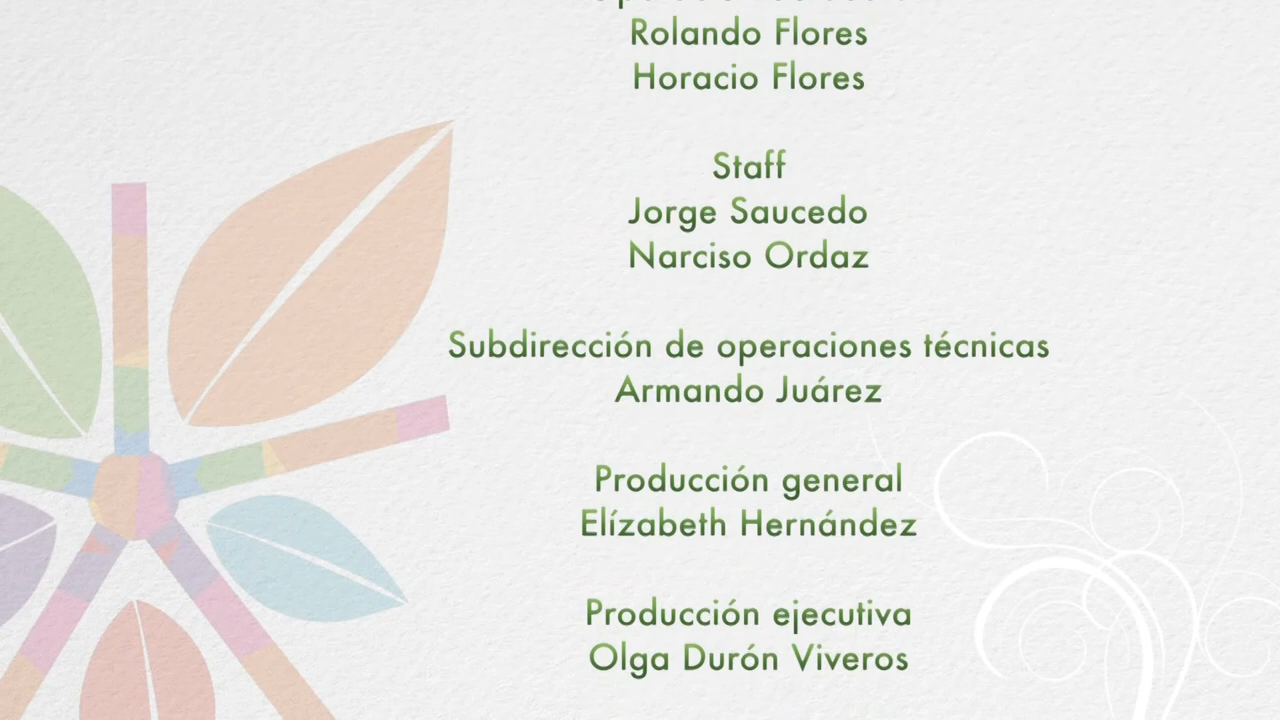 Rolando Flores
Horacio Flores
Staff
Jorge Saucedo
Narciso Ordaz
Subdirección de operaciones técnicas
Armando Juárez
Producción general
Elízabeth Hernández
Producción ejecutiva
Olga Durón Viveros